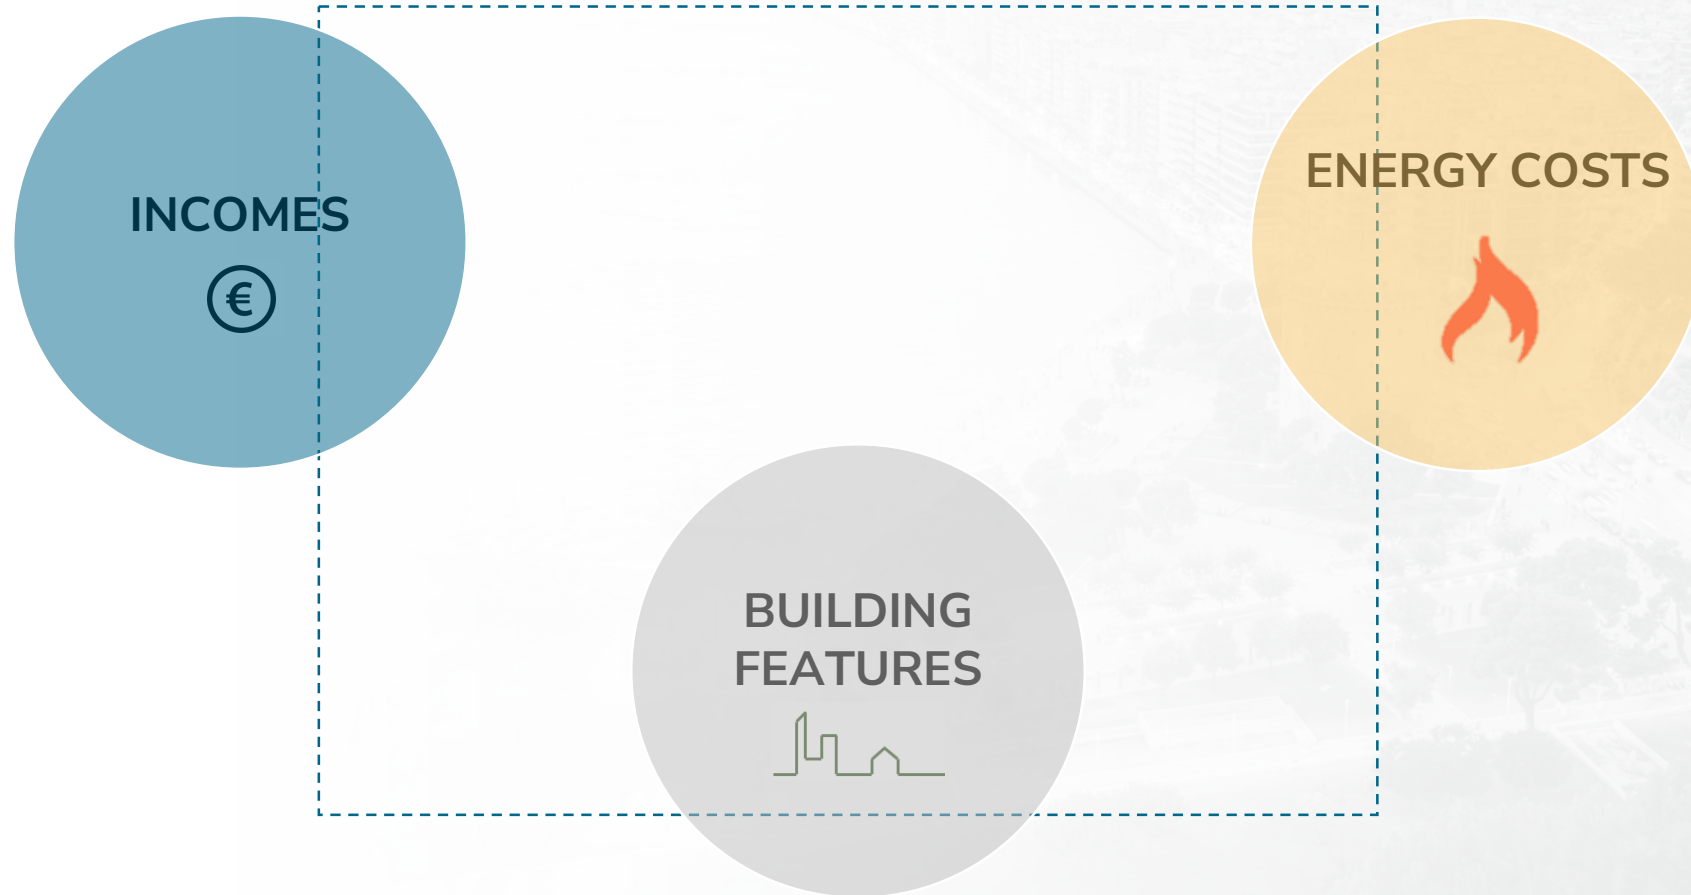 INCOMES
€
ENERGY COSTS
BUILDING
FEATURES